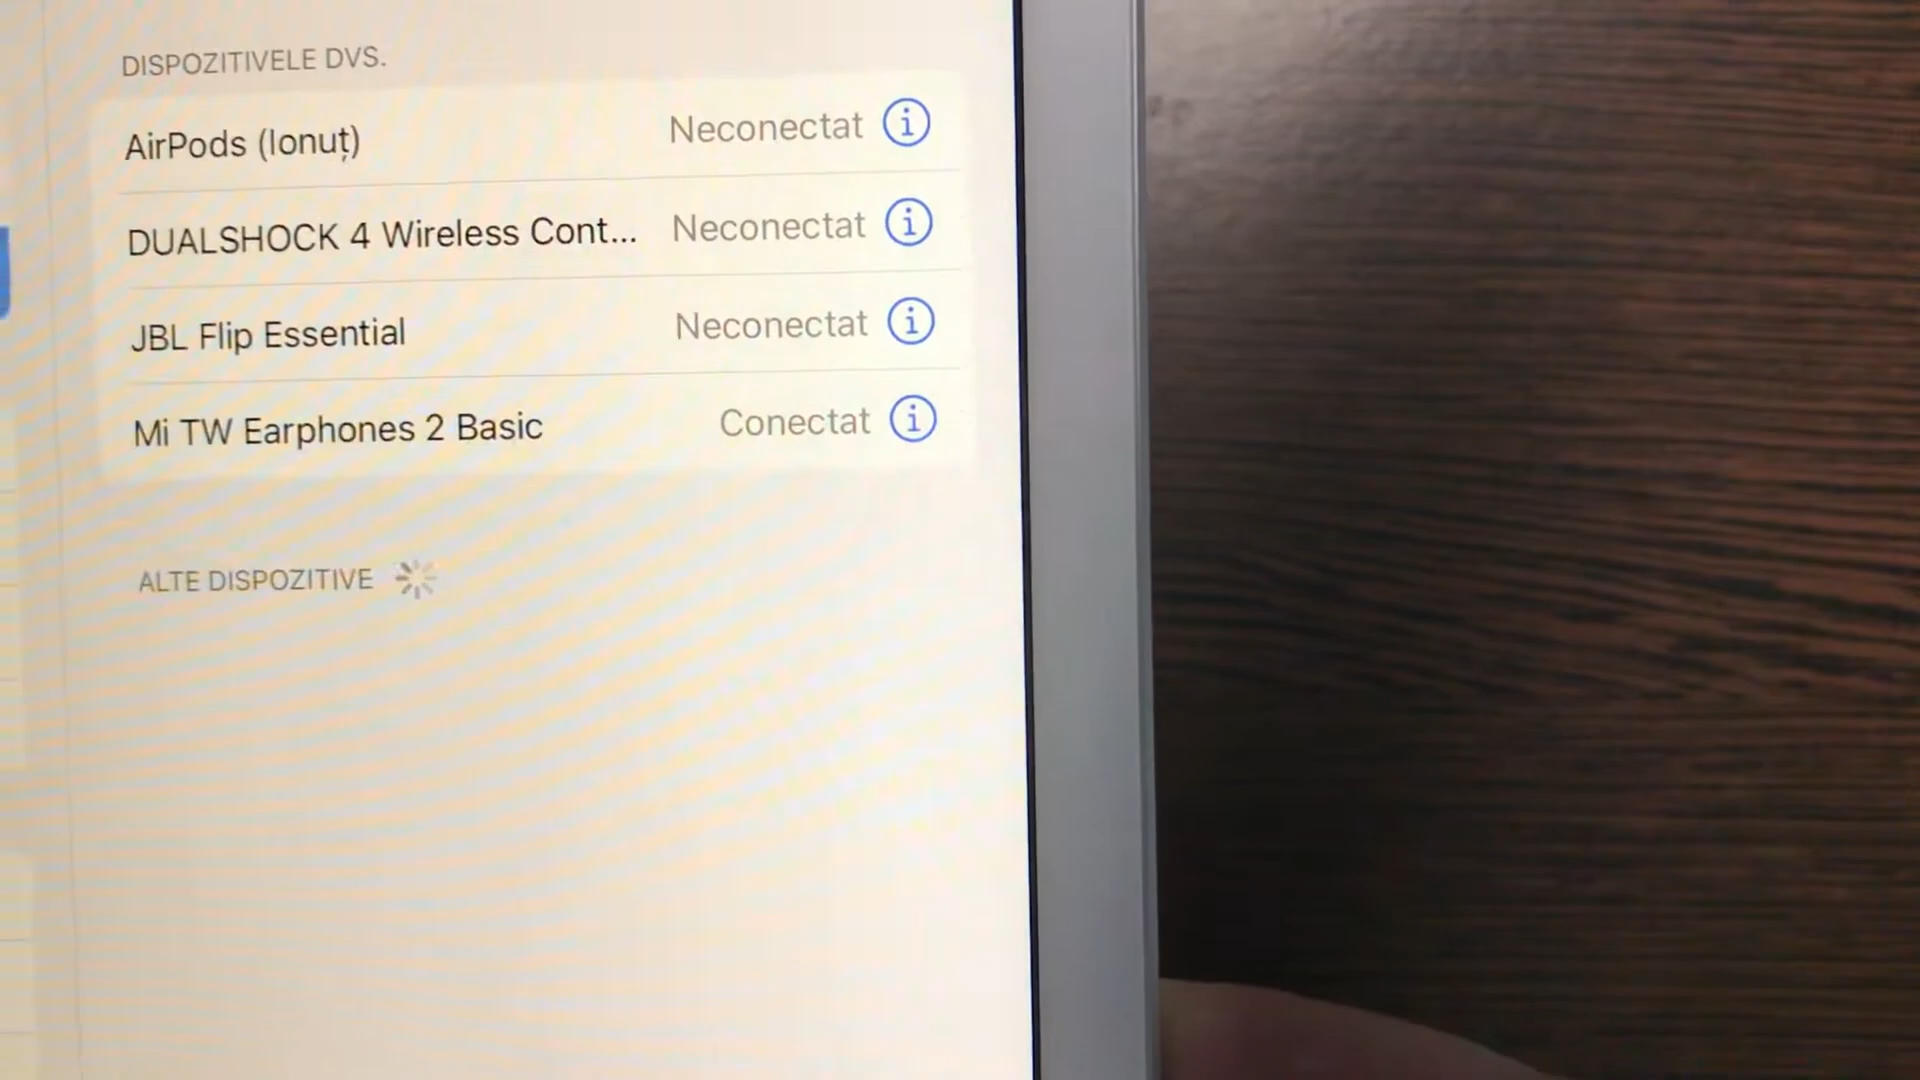 DISPOZITIVELE DVS.
AirPods (Ionuț) Neconectat
DUALSHOCK 4 Wireless Cont... Neconectat
JBL Flip Essential Neconectat
Mi TW Earphones 2 Basic Conectat
ALTE DISPOZITIVE